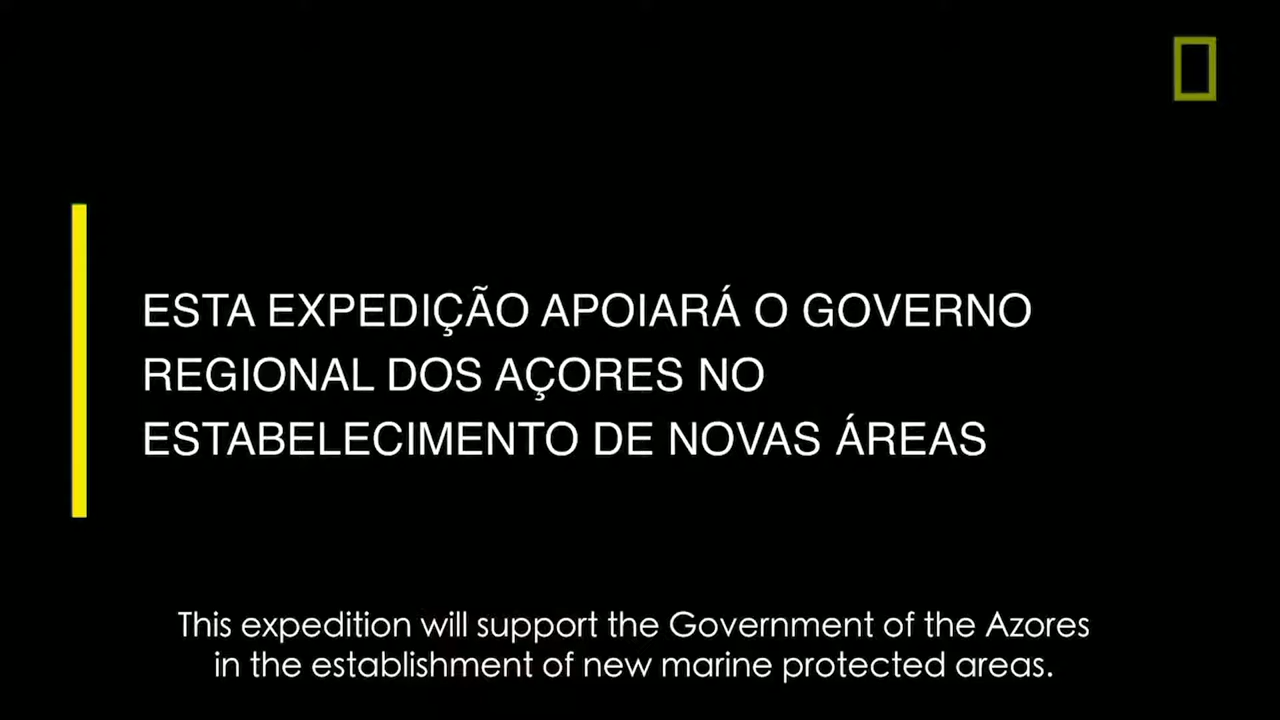 ESTA EXPEDIÇÃO APOIARÁ O GOVERNO
REGIONAL DOS AÇORES NO
ESTABELECIMENTO DE NOVAS ÁREAS
This expedition will support the Government of the Azores
in the establishment of new marine protected areas.